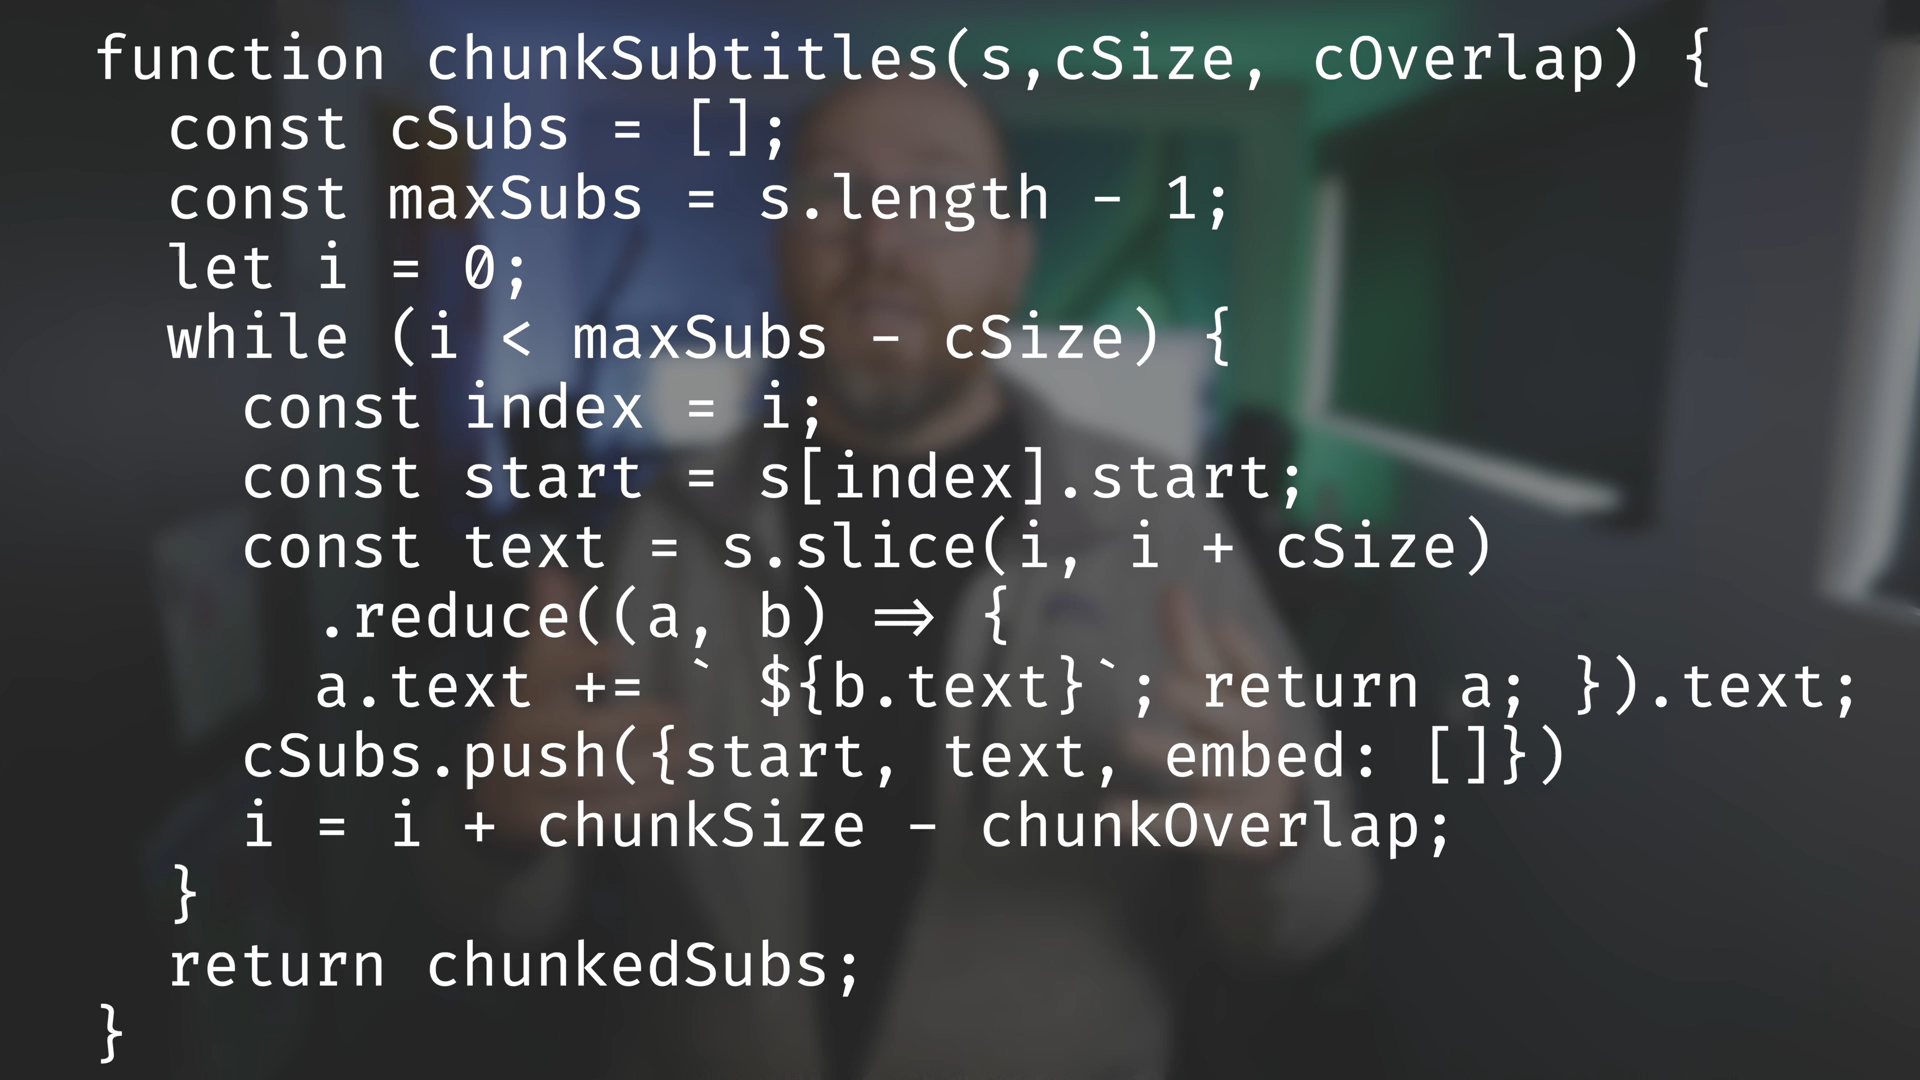 function chunkSubtitles(s,cSize, cOverlap) {
  const cSubs = [];
  const maxSubs = s.length - 1;
  let i = 0;
  while (i < maxSubs - cSize) {
    const index = i;
    const start = s[index].start;
    const text = s.slice(i, i + cSize)
      .reduce((a, b) => {
      a.text += ` ${b.text}`; return a; }).text;
    cSubs.push({start, text, embed: []})
    i = i + chunkSize - chunkOverlap;
  }
  return chunkedSubs;
}